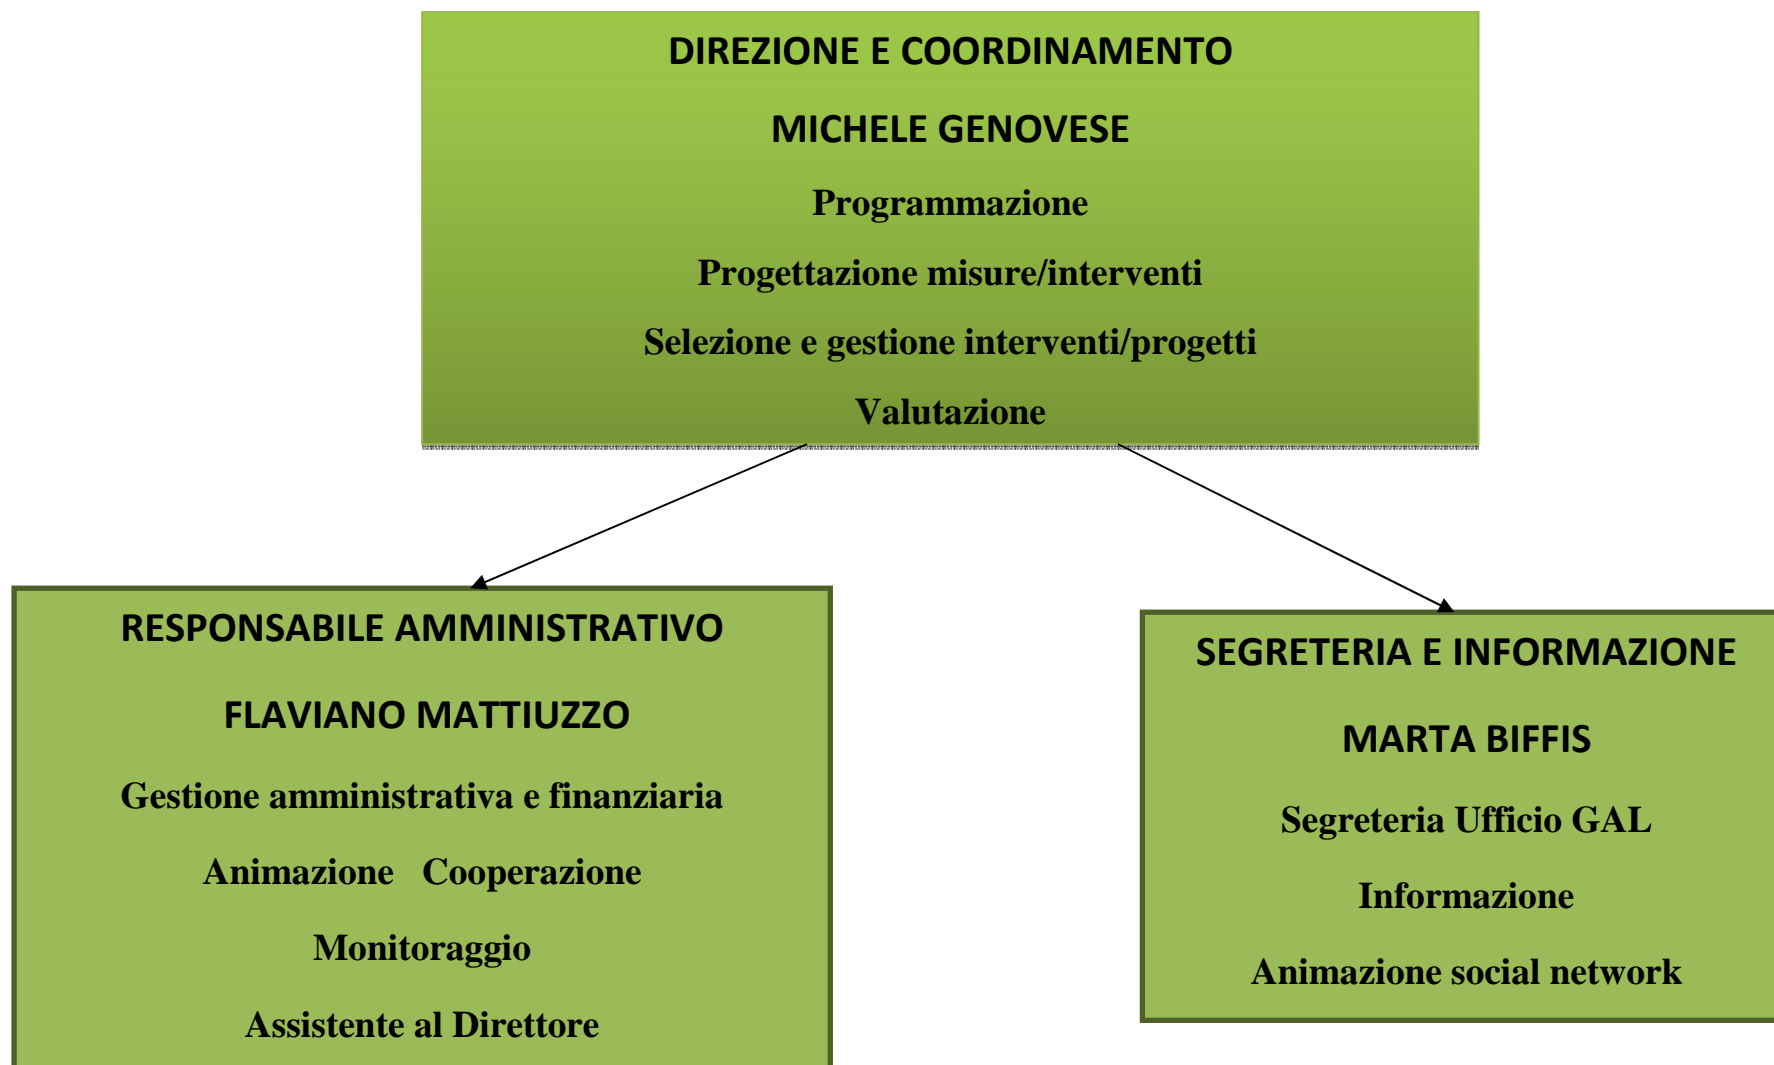 DIREZIONE E COORDINAMENTO
MICHELE GENOVESE
Programmazione
Progettazione misure/interventi
Selezione e gestione interventi/progetti
Valutazione
RESPONSABILE AMMINISTRATIVO
FLAVIANO MATTIUZZO
Gestione amministrativa e finanziaria
Animazione   Cooperazione
Monitoraggio
Assistente al Direttore
SEGRETERIA E INFORMAZIONE
MARTA BIFFIS
Segreteria Ufficio GAL
Informazione
Animazione social network